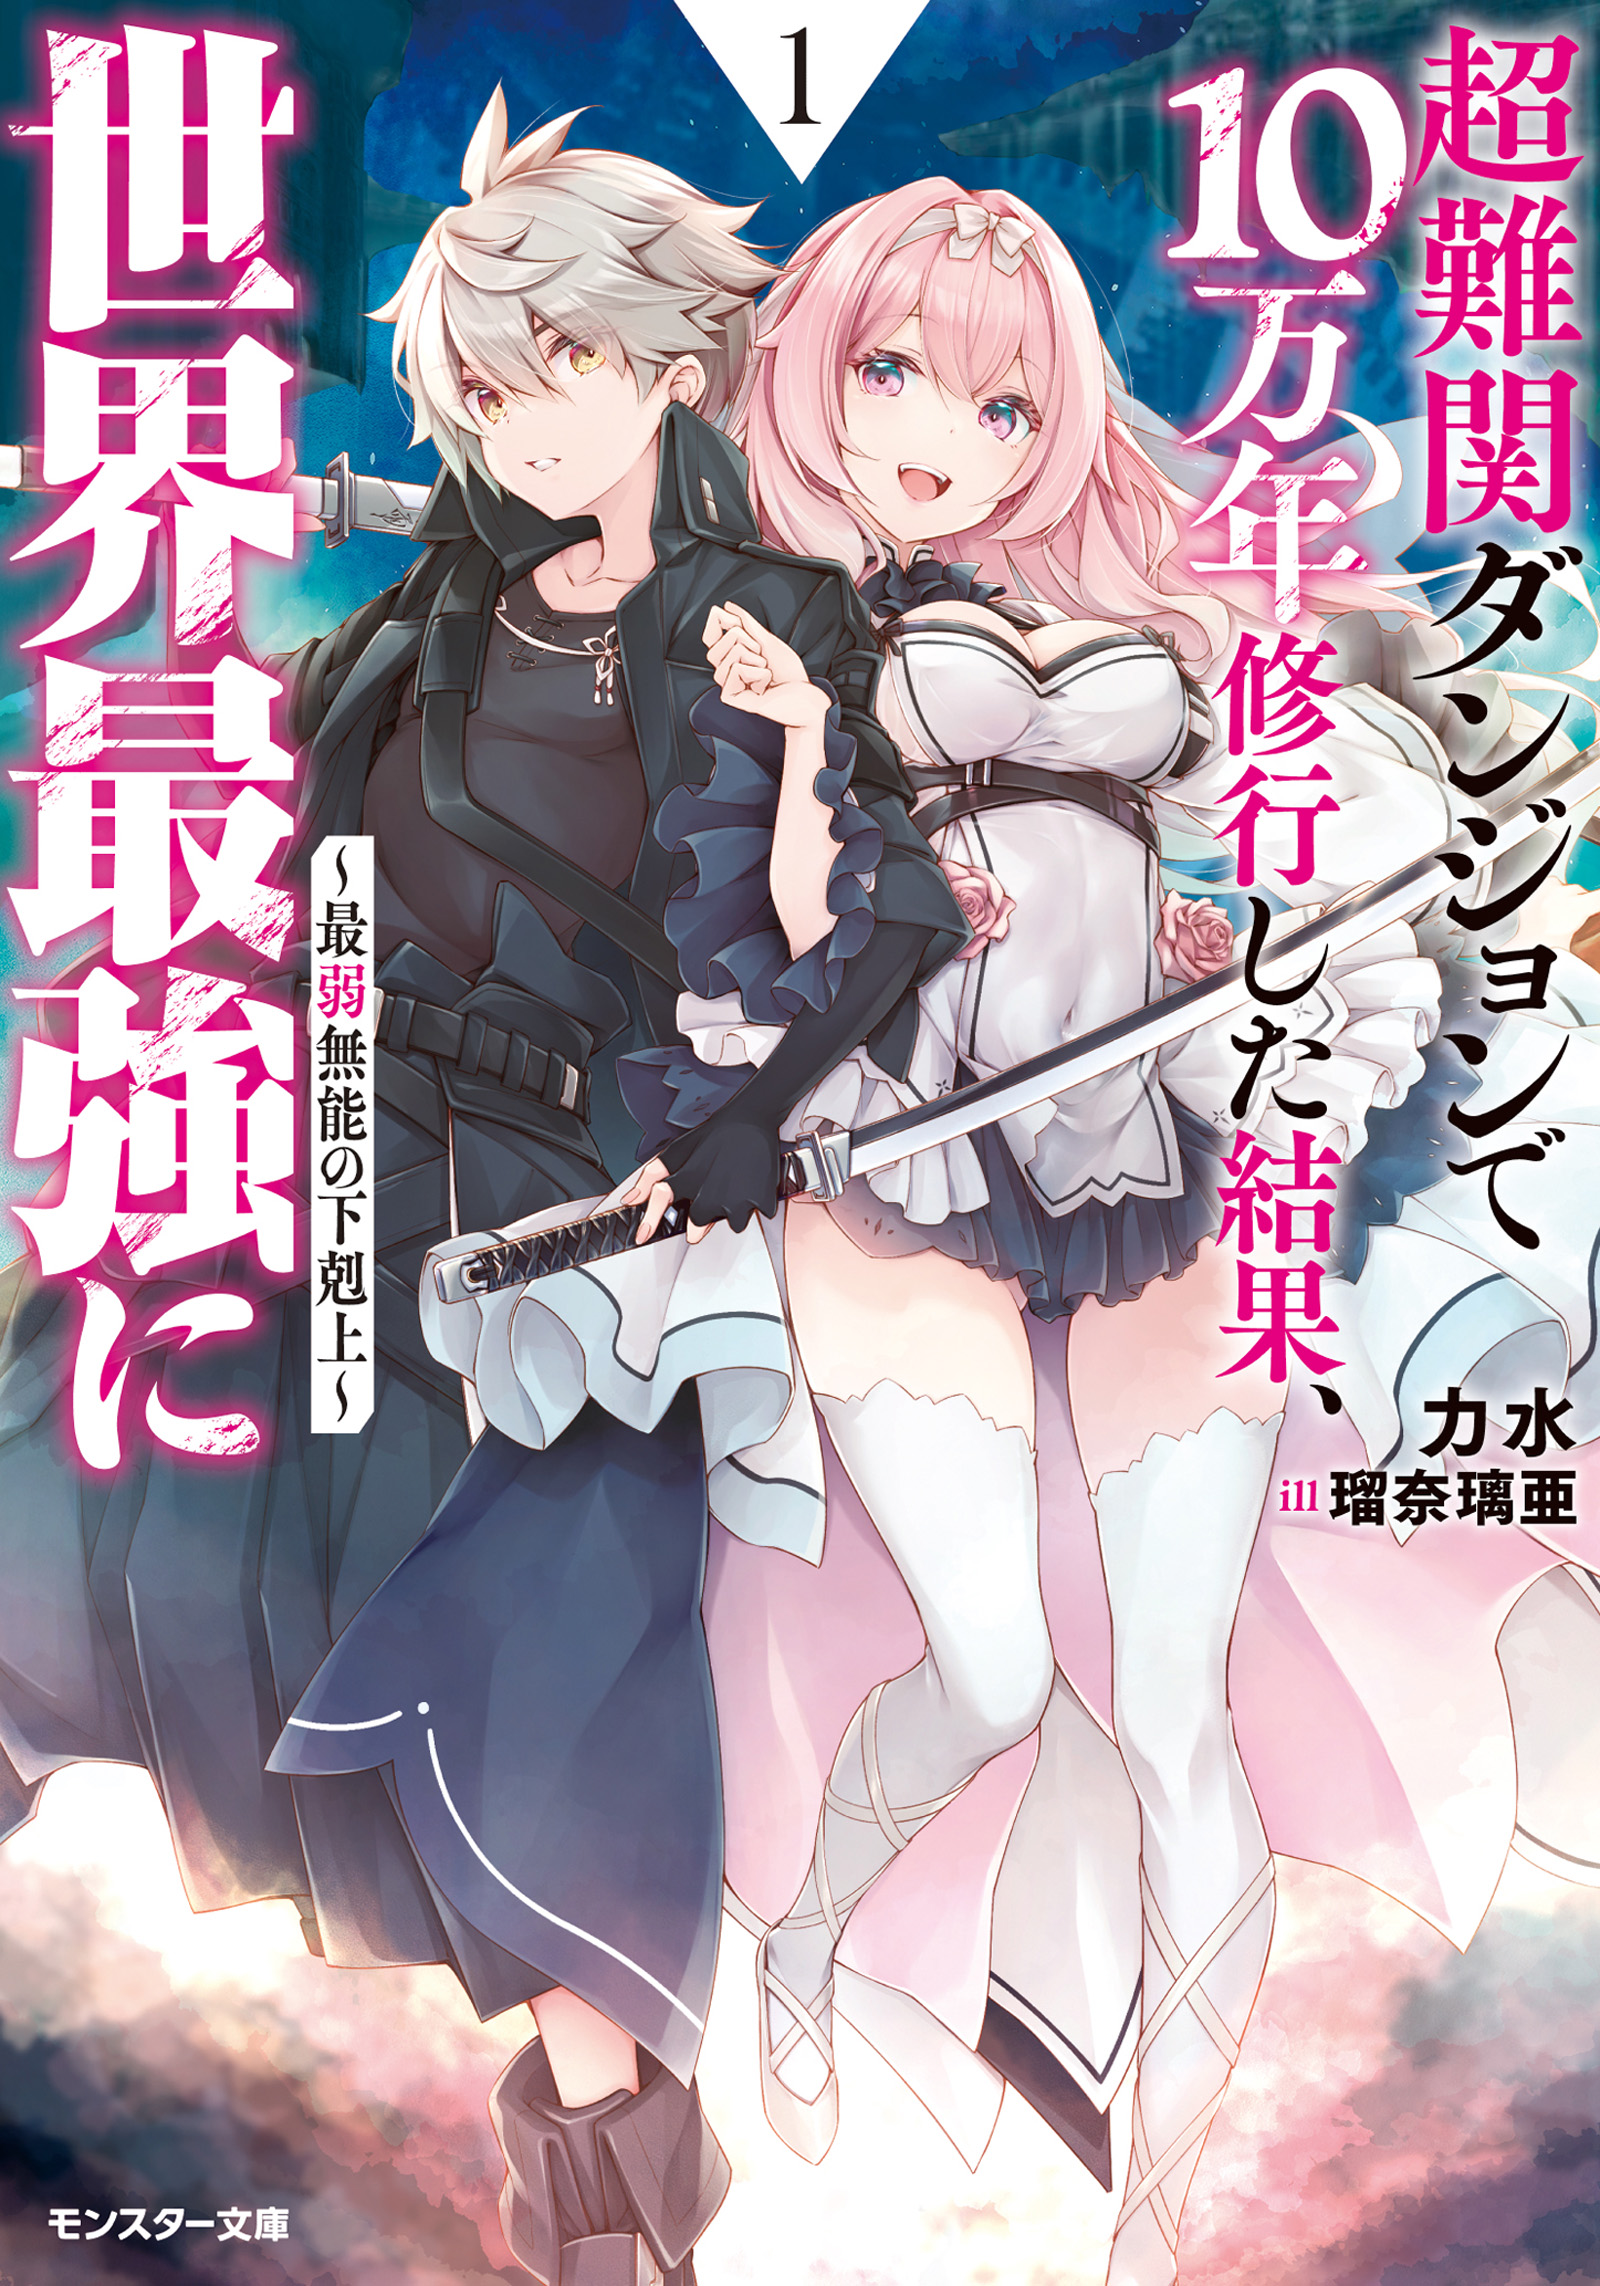 1
超難関ダンジョンで
10万年修行した結果、
世界最強に
～最弱無能の下剋上～
力水
ill 瑠奈璃亜
モンスター文庫